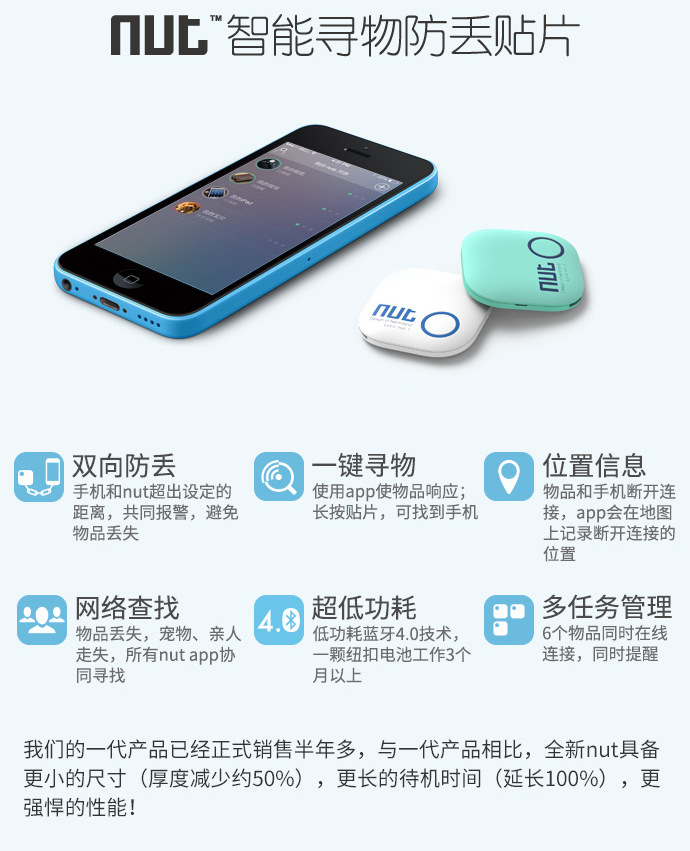 nut™智能寻物防丢贴片
nut
nut
双向防丢
手机和nut超出设定的
距离，共同报警，避免
物品丢失
一键寻物
使用app使物品响应；
长按贴片，可找到手机
位置信息
物品和手机断开连
接，app会在地图
上记录断开连接的
位置
网络查找
物品丢失，宠物、亲人
走失，所有nut app协
同寻找
4.0
超低功耗
低功耗蓝牙4.0技术，
一颗纽扣电池工作3个
月以上
多任务管理
6个物品同时在线
连接，同时提醒
我们的一代产品已经正式销售半年多，与一代产品相比，全新nut具备
更小的尺寸（厚度减少约50%），更长的待机时间（延长100%），更
强悍的性能！